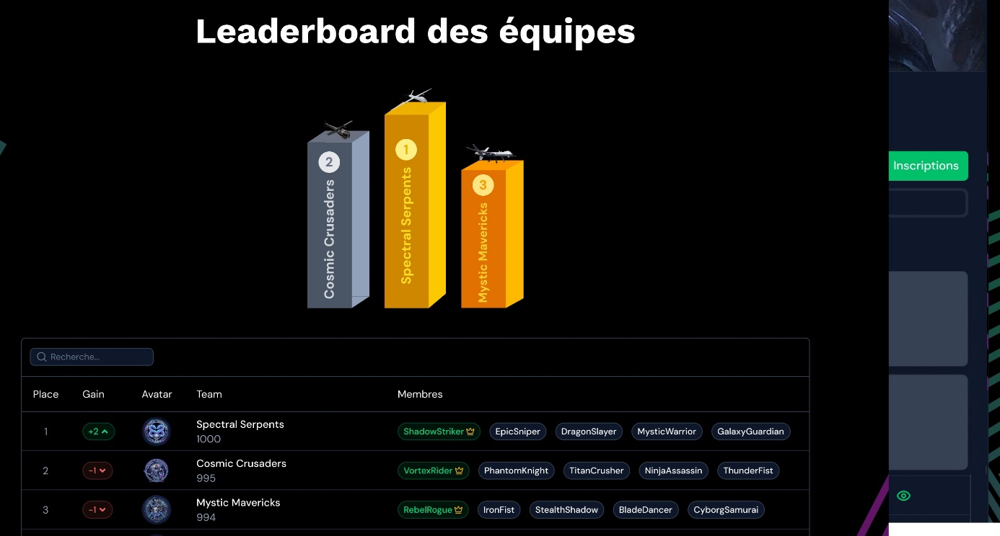 Leaderboard des équipes
Inscriptions
2
Cosmic Crusaders
1
Spectral Serpents
3
Mystic Mavericks
Recherche...
Place Gain Avatar Team Membres
1 +2 Spectral Serpents ShadowStriker EpicSniper DragonSlayer MysticWarrior GalaxyGuardian
1000
2 -1 Cosmic Crusaders VortexRider PhantomKnight TitanCrusher NinjaAssassin ThunderFist
995
3 -1 Mystic Mavericks RebelRogue IronFist StealthShadow BladeDancer CyborgSamurai
994